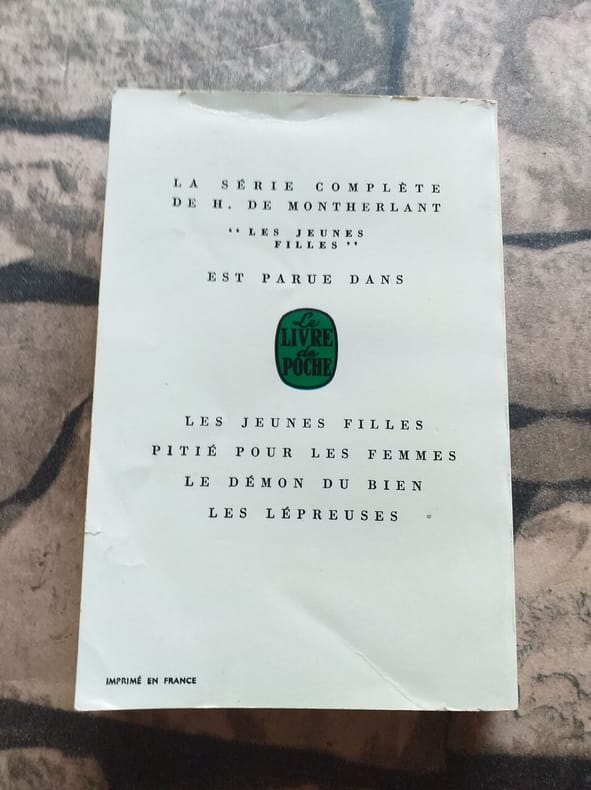 LA SÉRIE COMPLÈTE
DE H. DE MONTHERLANT
“LES JEUNES
FILLES”
EST PARUE DANS
Le
LIVRE
de
POCHE
LES JEUNES FILLES
PITIÉ POUR LES FEMMES
LE DÉMON DU BIEN
LES LÉPREUSES
IMPRIMÉ EN FRANCE